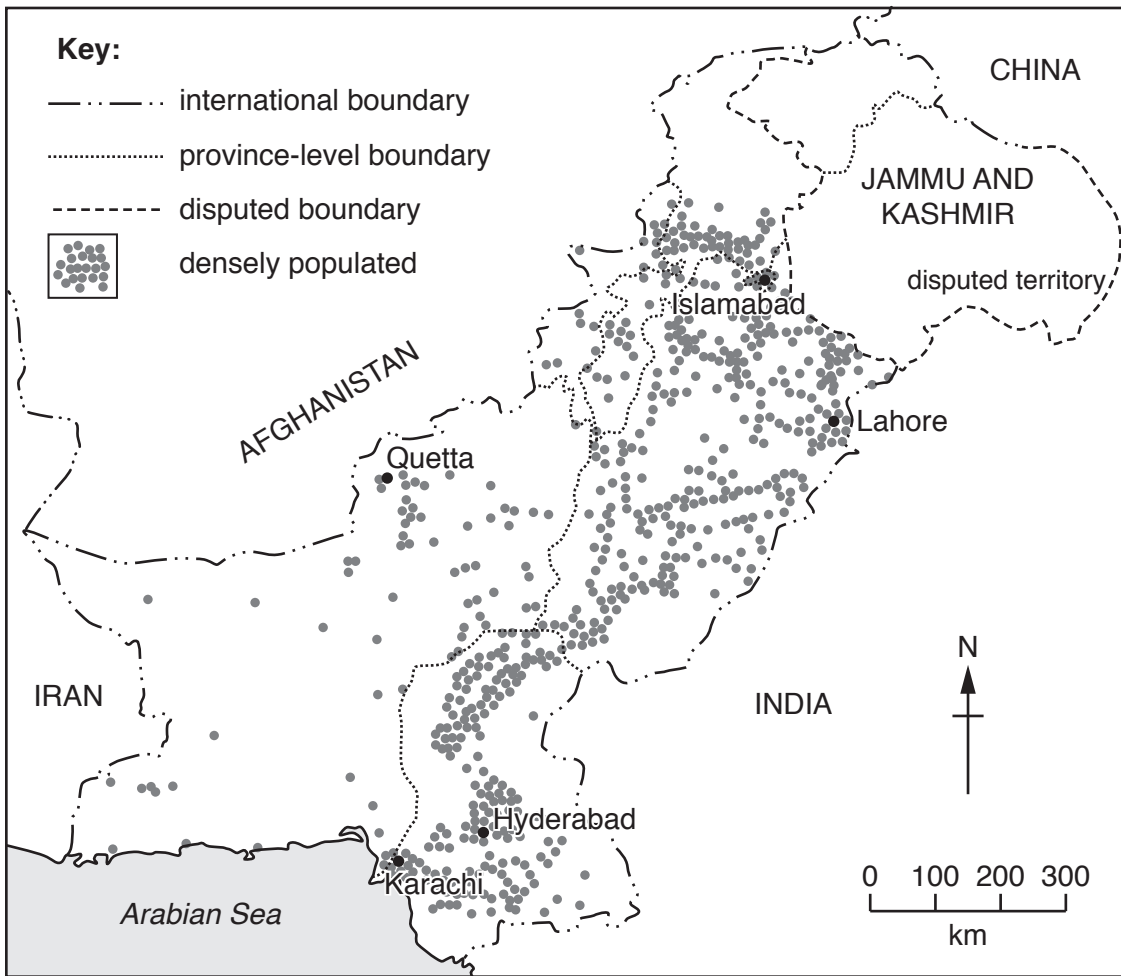 Key:
international boundary
province-level boundary
disputed boundary
densely populated
CHINA
JAMMU AND
KASHMIR
disputed territory
Islamabad
AFGHANISTAN
Lahore
Quetta
IRAN
INDIA
N
Hyderabad
Karachi
Arabian Sea
0 100 200 300
km